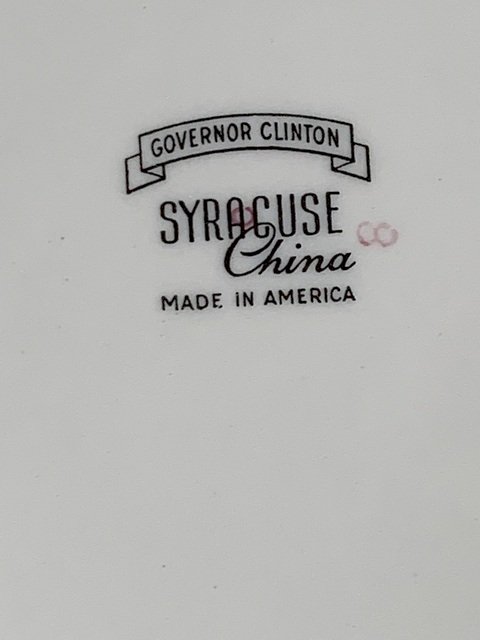 GOVERNOR CLINTON
SYRACUSE
China
MADE IN AMERICA